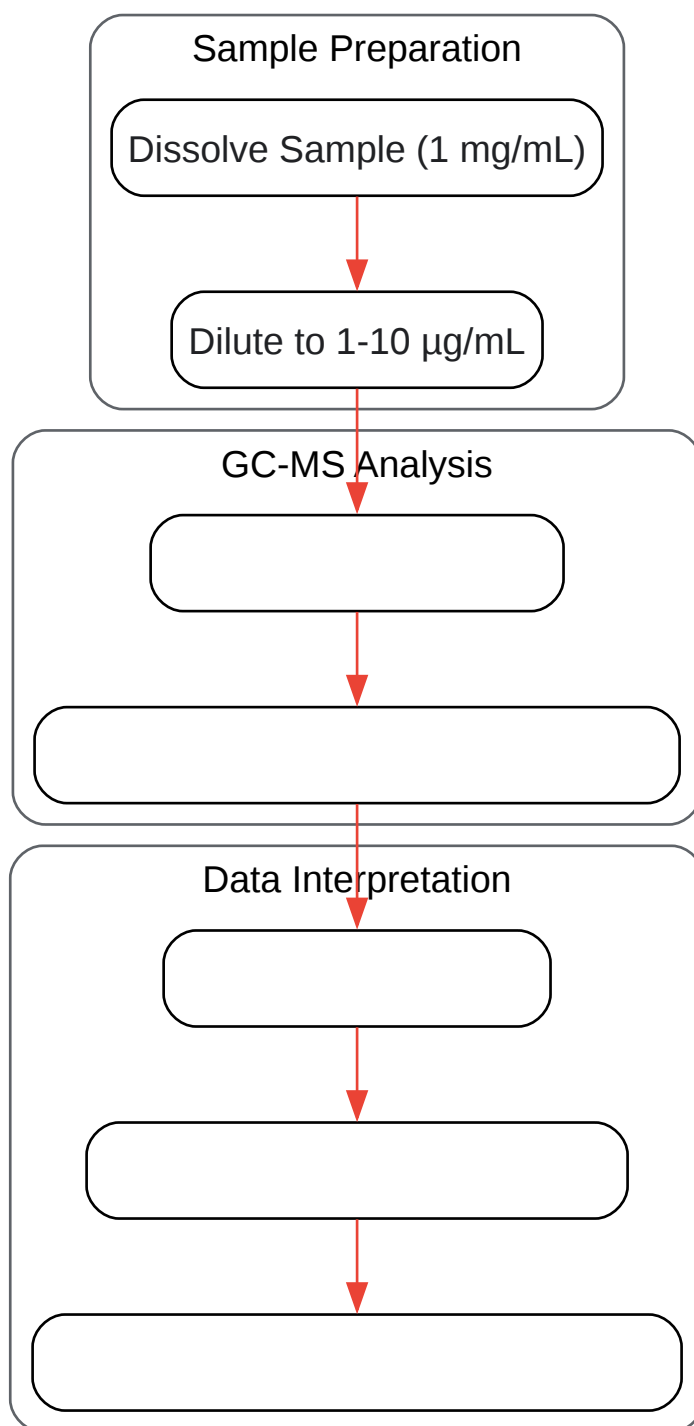 Sample Preparation
Dissolve Sample (1 mg/mL)
Dilute to 1-10 µg/mL
GC-MS Analysis
Data Interpretation